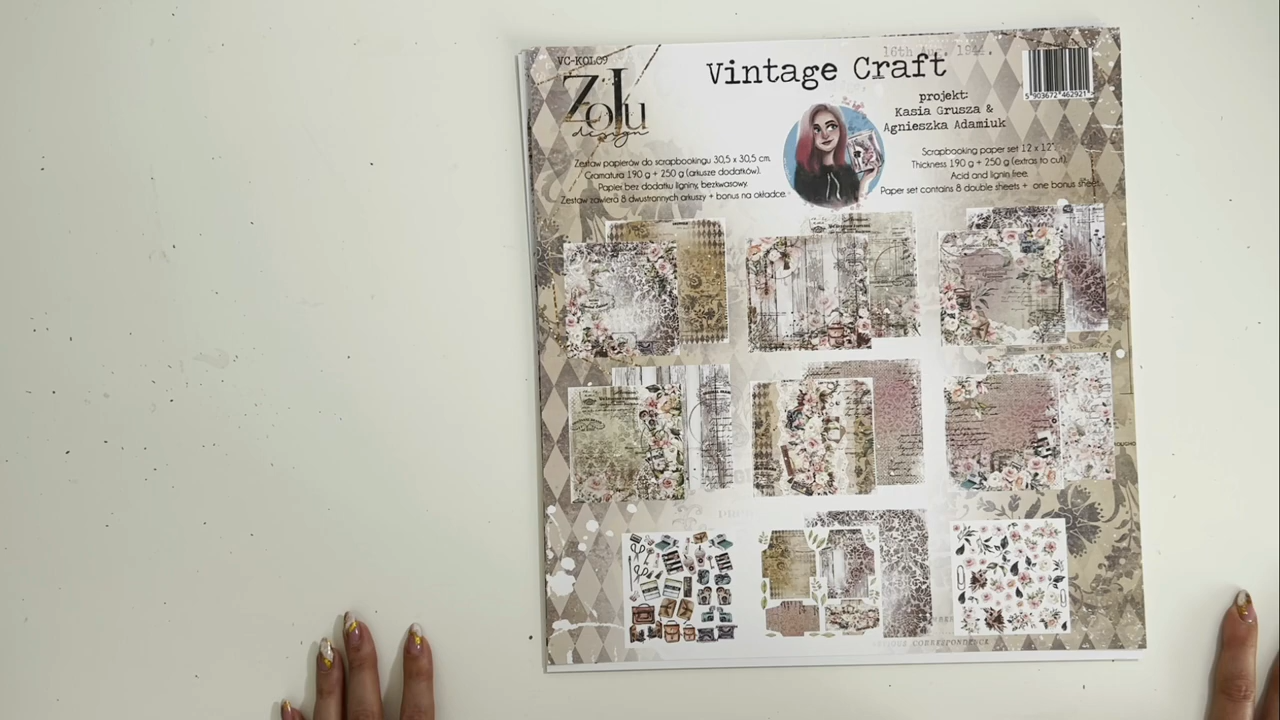 VC-KOL09
ZoJu
design
16th Aug. 1944.
Vintage Craft
5 903672 462921
projekt:
Kasia Grusza &
Agnieszka Adamiuk
Zestaw papierów do scrapbookingu 30,5 x 30,5 cm.
Gramatura 190 g + 250 g (arkusze dodatków).
Papier bez dodatku ligniny, bezkwasowy.
Zestaw zawiera 8 dwustronnych arkuszy + bonus na okładce.
Scrapbooking paper set 12 x 12".
Thickness 190 g + 250 g (extras to cut).
Acid and lignin free.
Paper set contains 8 double sheets + one bonus sheet.
CORRESPONDENCE